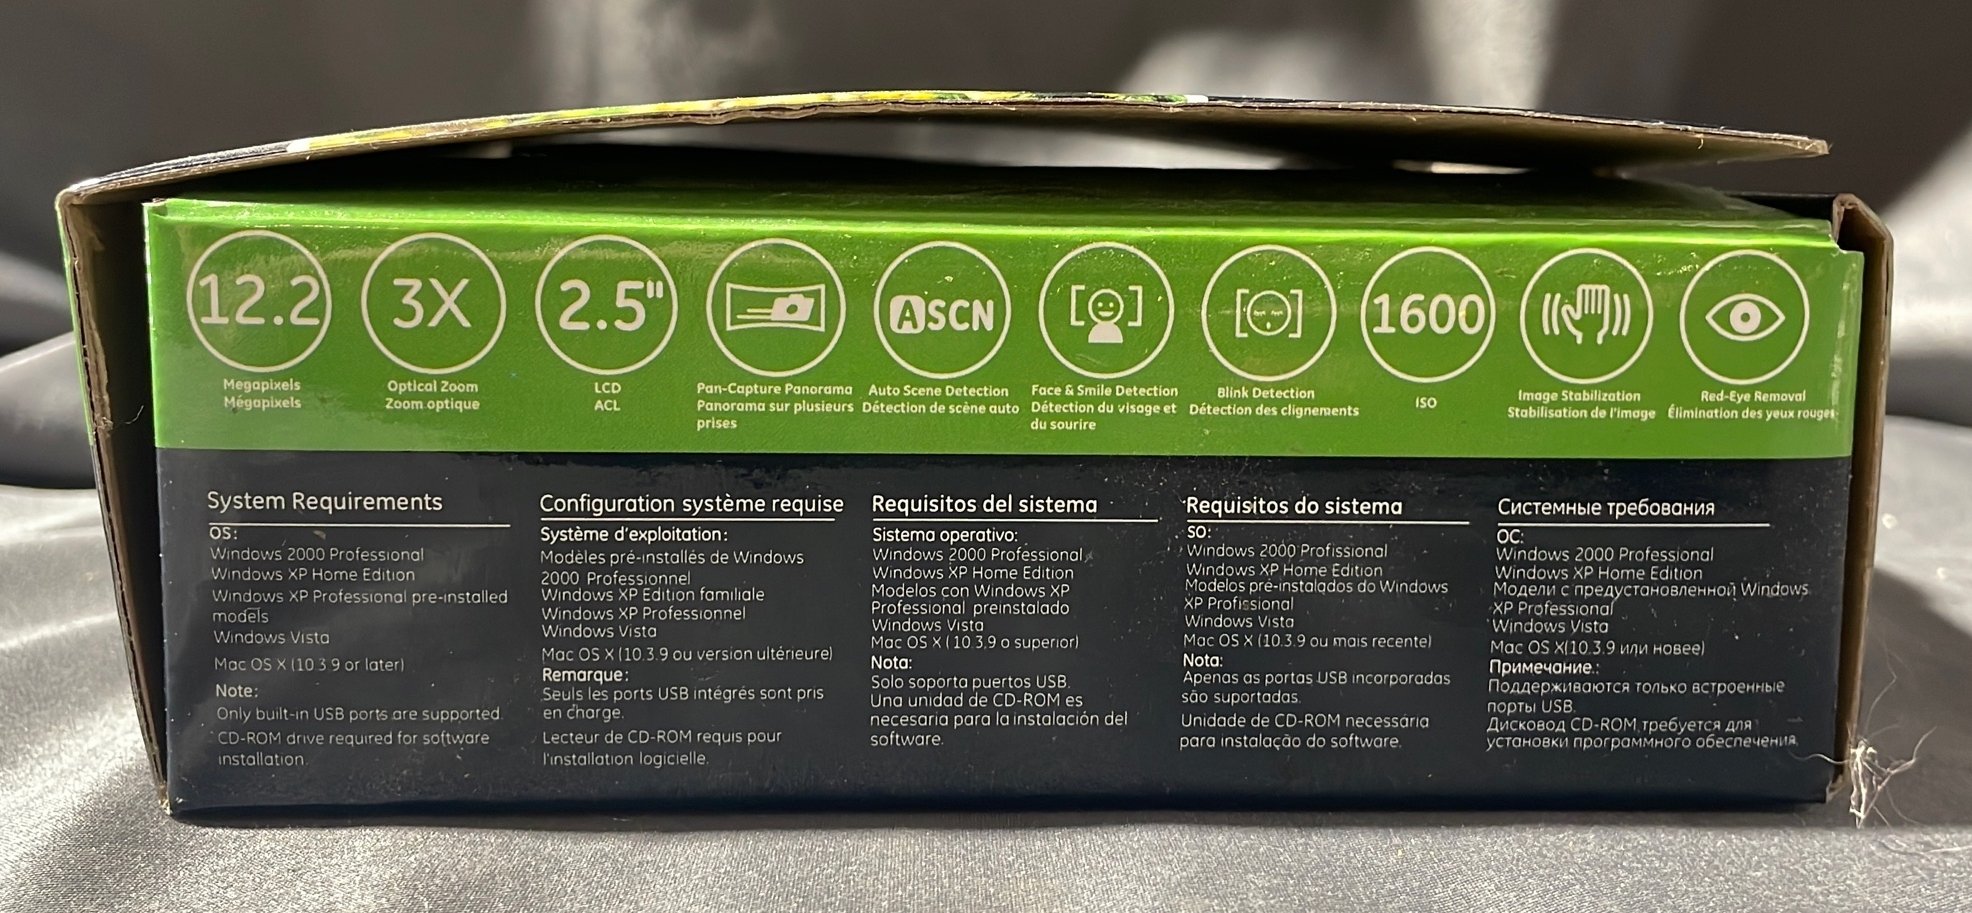 12.2
Megapixels
Mégapixels
3X
Optical Zoom
Zoom optique
2.5"
LCD
ACL
Pan-Capture Panorama
Panorama sur plusieurs
prises
ASCN
Auto Scene Detection
Détection de scène auto
Face & Smile Detection
Détection du visage et
du sourire
Blink Detection
Détection des clignements
1600
ISO
Image Stabilization
Stabilisation de l'image
Red-Eye Removal
Élimination des yeux rouges
System Requirements
OS:
Windows 2000 Professional
Windows XP Home Edition
Windows XP Professional pre-installed
models
Windows Vista
Mac OS X (10.3.9 or later)
Note:
Only built-in USB ports are supported.
CD-ROM drive required for software
installation.
Configuration système requise
Système d'exploitation:
Modèles pré-installés de Windows
2000 Professionnel
Windows XP Edition familiale
Windows XP Professionnel
Windows Vista
Mac OS X (10.3.9 ou version ultérieure)
Remarque:
Seuls les ports USB intégrés sont pris
en charge.
Lecteur de CD-ROM requis pour
l'installation logicielle.
Requisitos del sistema
Sistema operativo:
Windows 2000 Professional
Windows XP Home Edition
Modelos con Windows XP
Professional preinstalado
Windows Vista
Mac OS X (10.3.9 o superior)
Nota:
Solo soporta puertos USB.
Una unidad de CD-ROM es
necesaria para la instalación del
software.
Requisitos do sistema
SO:
Windows 2000 Profissional
Windows XP Home Edition
Modelos pré-instalados do Windows
XP Profissional
Windows Vista
Mac OS X (10.3.9 ou mais recente)
Nota:
Apenas as portas USB incorporadas
são suportadas.
Unidade de CD-ROM necessária
para instalação do software.
Системные требования
ОС:
Windows 2000 Professional
Windows XP Home Edition
Модели с предустановленной Windows
XP Professional
Windows Vista
Mac OS X(10.3.9 или новее)
Примечание.:
Поддерживаются только встроенные
порты USB.
Дисковод CD-ROM требуется для
установки программного обеспечения.